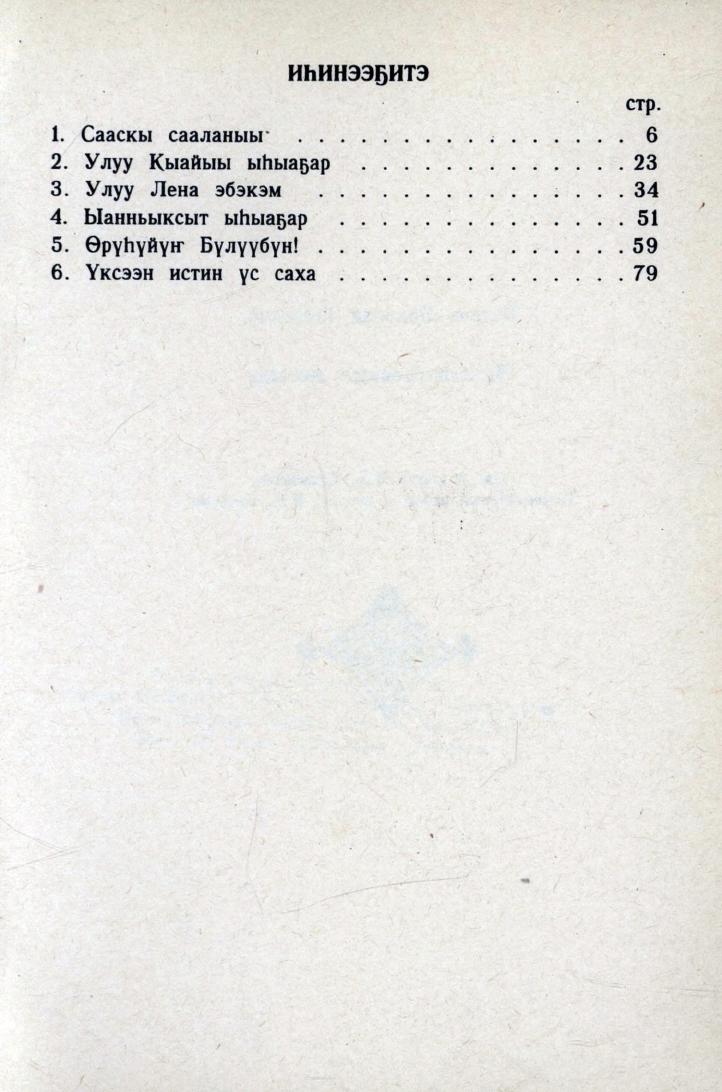 ИҺИНЭЭҔИТЭ
стр.
1. Сааскы сааланыы . . . . . . . . . . . . . . . . 6
2. Улуу Қыайыы ыһыаҕар . . . . . . . . . . . . . 23
3. Улуу Лена эбэкэм . . . . . . . . . . . . . . . 34
4. Ыанньыксыт ыһыаҕар . . . . . . . . . . . . . . 51
5. Өрүһүйүҥ Бүлүүбүн! . . . . . . . . . . . . . . . 59
6. Үксээн истин үс саха . . . . . . . . . . . . . . 79